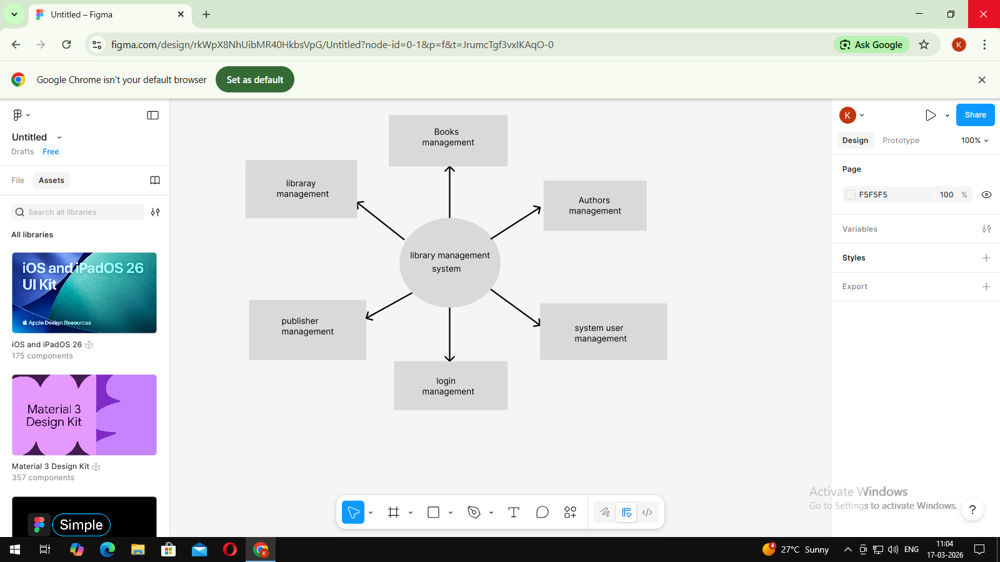 Untitled – Figma
figma.com/design/rkWpX8NhUibMR40HkbsVpG/Untitled?node-id=0-1&p=f&t=JrumcTgf3vxIKAqO-0
Ask Google
K
Google Chrome isn't your default browser
Set as default
Untitled
Drafts
Free
File
Assets
Search all libraries
All libraries
iOS and iPadOS 26
UI Kit
Apple Design Resources
iOS and iPadOS 26
175 components
Material 3
Design Kit
Material 3 Design Kit
357 components
Simple
Books
management
libraray
management
Authors
management
library management
system
publisher
management
system user
management
login
management
K
Share
Design
Prototype
100%
Page
F5F5F5
100
%
Variables
Styles
Export
Activate Windows
Go to Settings to activate Windows.
?
4
27°C Sunny
ENG
11:04
17-03-2026
K